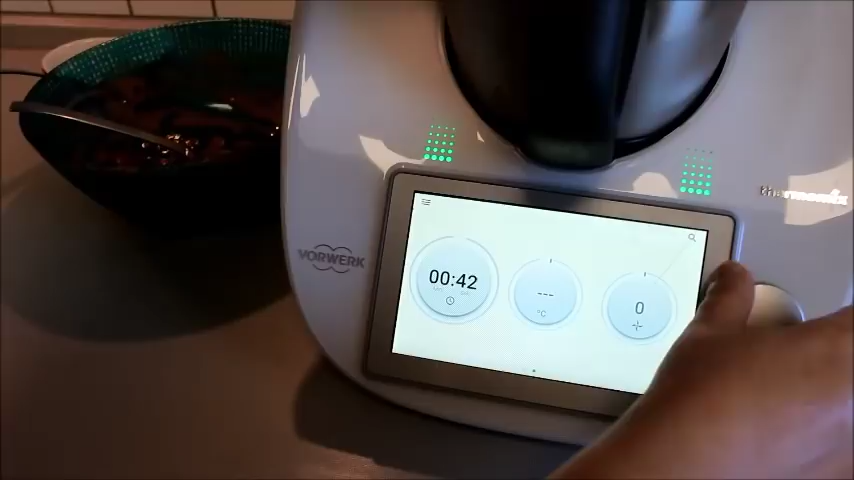 thermomix
VORWERK
00:42
---
°C
0